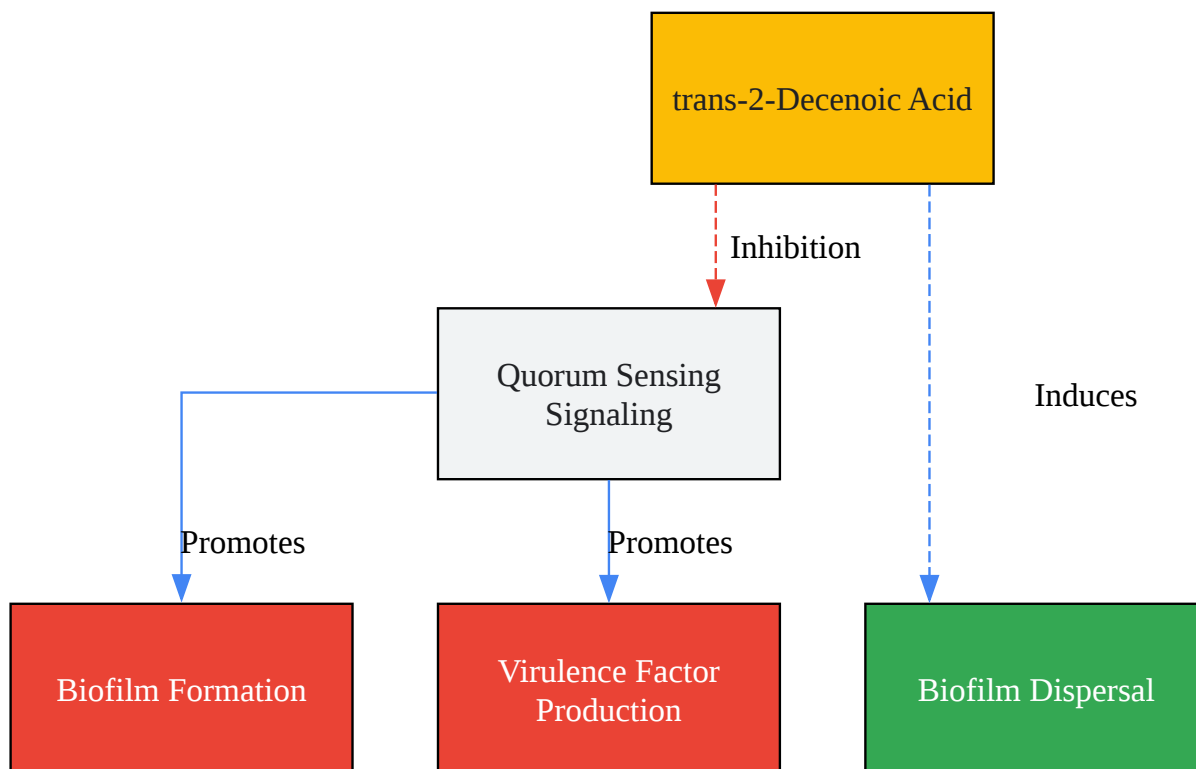 trans-2-Decenoic Acid
Inhibition
Quorum Sensing
Signaling
Induces
Promotes
Promotes
Biofilm Formation
Virulence Factor
Production
Biofilm Dispersal